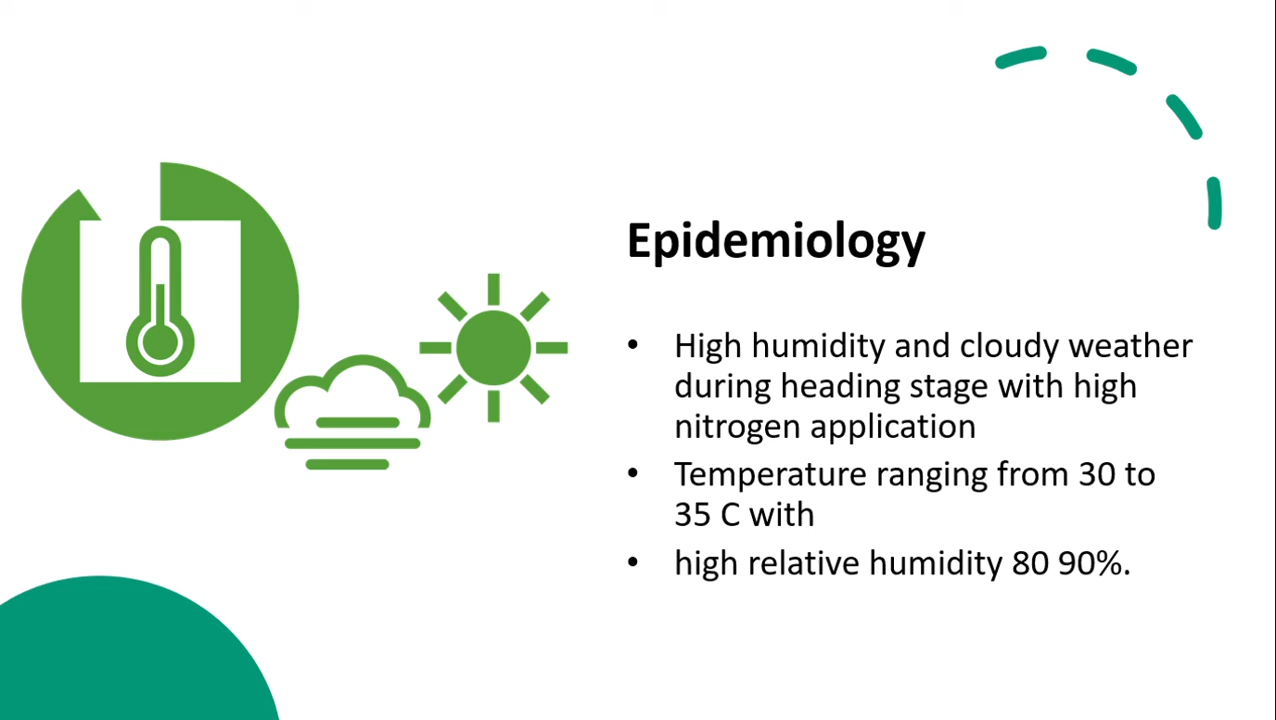 Epidemiology
• High humidity and cloudy weather
during heading stage with high
nitrogen application
• Temperature ranging from 30 to
35 C with
• high relative humidity 80 90%.